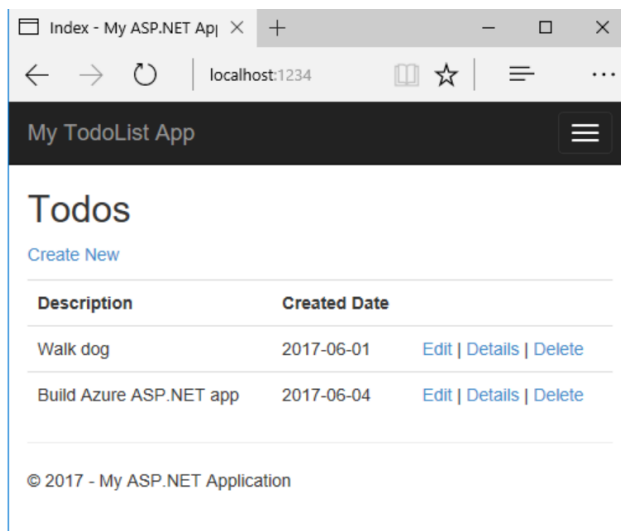 Index - My ASP.NET Ap
localhost:1234
My TodoList App
Todos
Create New
Description Created Date
Walk dog 2017-06-01 Edit | Details | Delete
Build Azure ASP.NET app 2017-06-04 Edit | Details | Delete
© 2017 - My ASP.NET Application